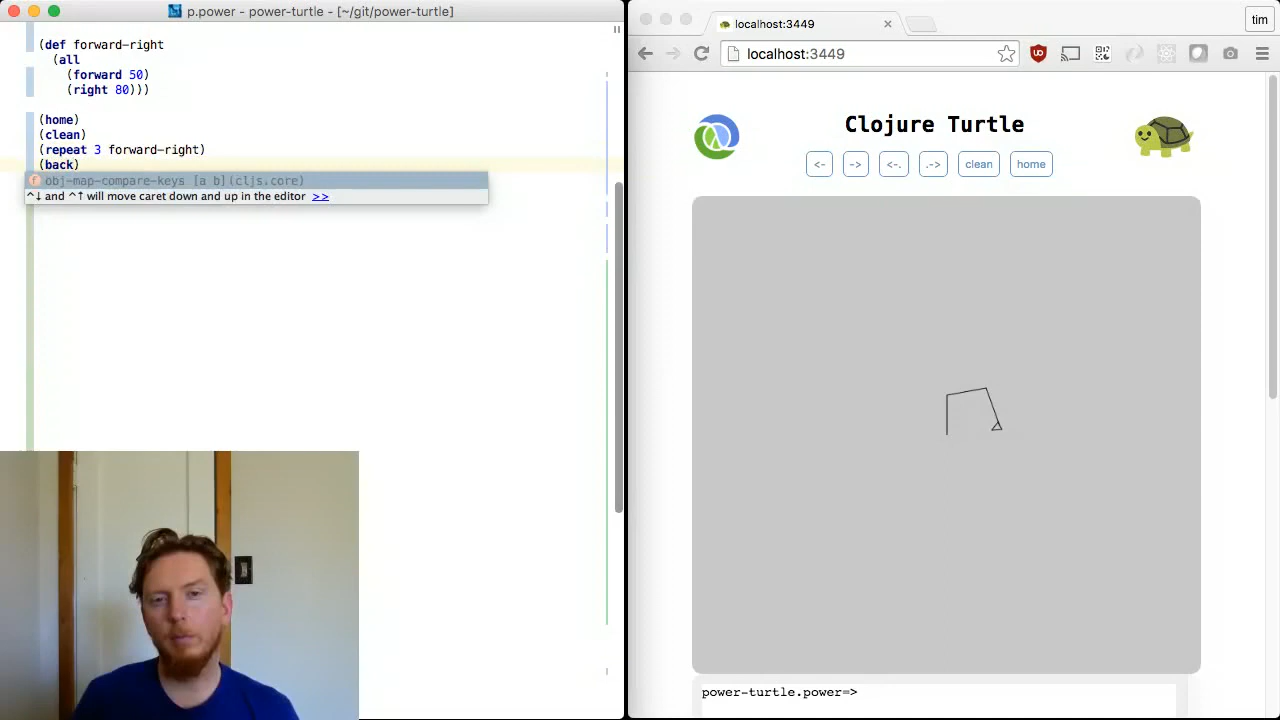 p.power - power-turtle - [~/git/power-turtle]
(def forward-right
(all
(forward 50)
(right 80)))
(home)
(clean)
(repeat 3 forward-right)
(back)
f obj-map-compare-keys [a b](cljs.core)
^↓ and ^↑ will move caret down and up in the editor >>
localhost:3449
tim
localhost:3449
Clojure Turtle
<- -> <-. .-> clean home
power-turtle.power=>